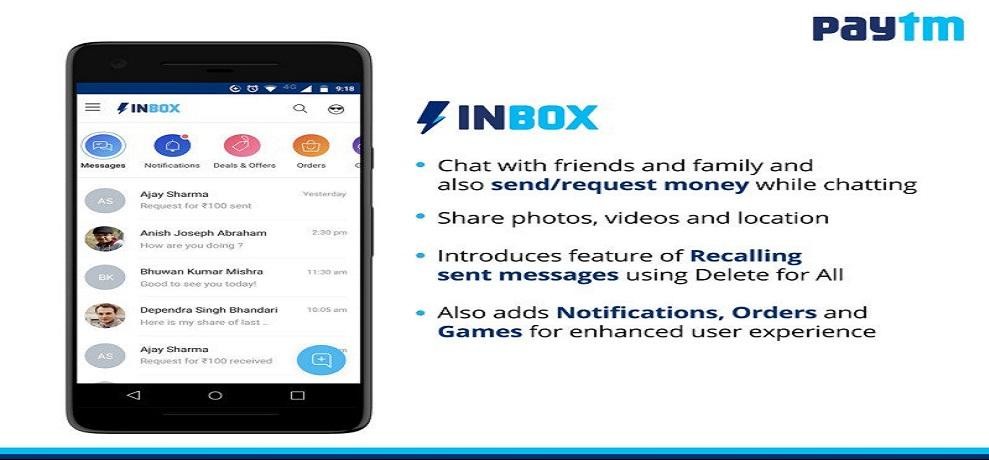 paytm
4G 9:18
INBOX
Messages Notifications Deals & Offers Orders
AS Ajay Sharma Yesterday
Request for ₹100 sent
Anish Joseph Abraham 2:30 pm
How are you doing ?
BK Bhuwan Kumar Mishra 11:30 am
Good to see you today!
Dependra Singh Bhandari 10:05 am
Here is my share of last ..
AS Ajay Sharma
Request for ₹100 received
INBOX
• Chat with friends and family and
also send/request money while chatting
• Share photos, videos and location
• Introduces feature of Recalling
sent messages using Delete for All
• Also adds Notifications, Orders and
Games for enhanced user experience